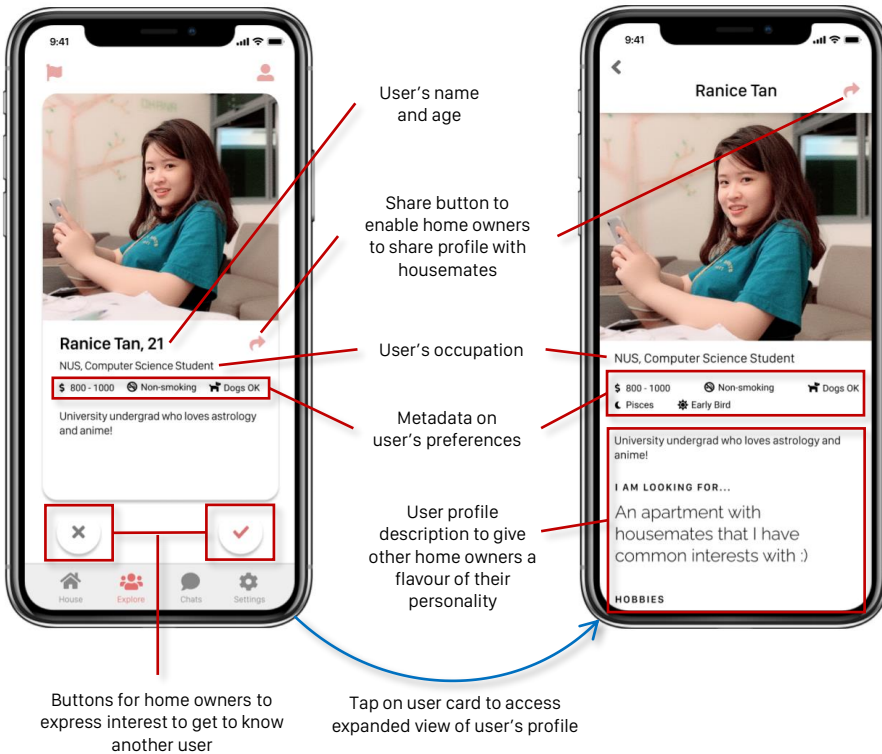 9:41
OHANA
Ranice Tan, 21
NUS, Computer Science Student
$ 800 - 1000 Non-smoking Dogs OK
University undergrad who loves astrology
and anime!
House Explore Chats Settings
User's name
and age
Share button to
enable home owners
to share profile with
housemates
User's occupation
Metadata on
user's preferences
User profile
description to give
other home owners a
flavour of their
personality
9:41
Ranice Tan
NUS, Computer Science Student
$ 800 - 1000 Non-smoking Dogs OK
Pisces Early Bird
University undergrad who loves astrology and
anime!
I AM LOOKING FOR...
An apartment with
housemates that I have
common interests with :)
HOBBIES
Buttons for home owners to
express interest to get to know
another user
Tap on user card to access
expanded view of user's profile